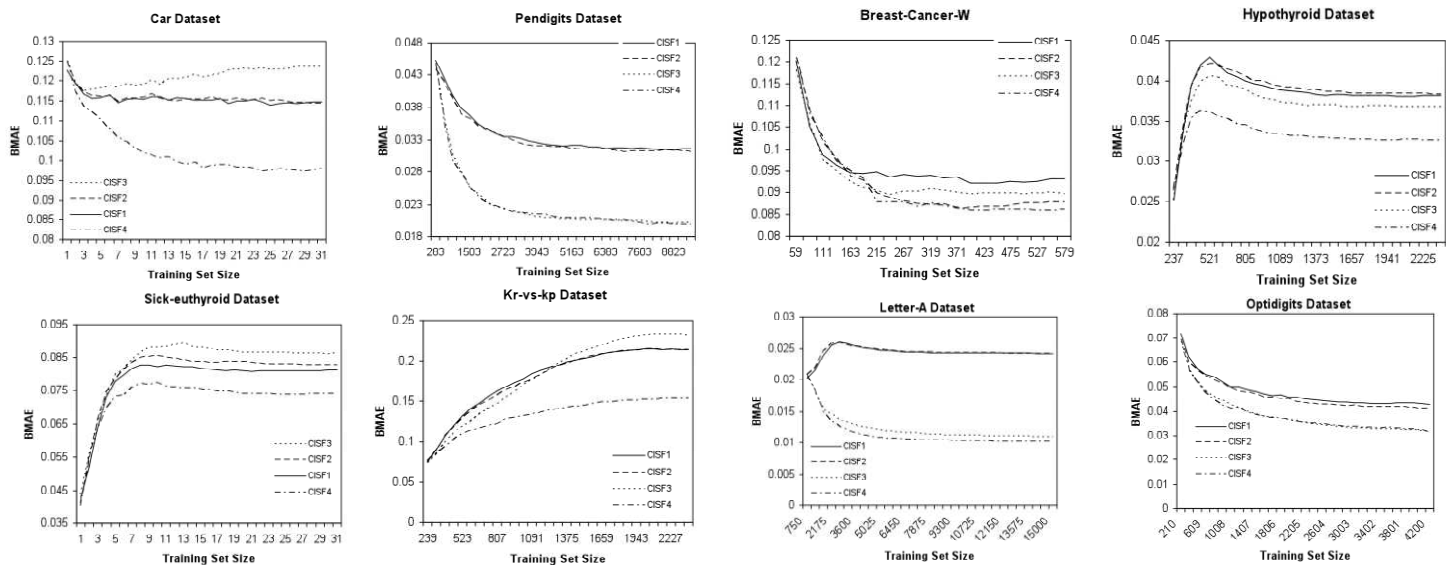 Car Dataset
BMAE
0.13
0.125
0.12
0.115
0.11
0.105
0.1
0.095
0.09
0.085
0.08
CISF3
CISF2
CISF1
CISF4
1 3 5 7 9 11 13 15 17 19 21 23 25 27 29 31
Training Set Size
Pendigits Dataset
BMAE
0.048
0.043
0.038
0.033
0.028
0.023
0.018
CISF1
CISF2
CISF3
CISF4
283 1503 2723 3943 5163 6383 7603 8823
Training Set Size
Breast-Cancer-W
BMAE
0.125
0.12
0.115
0.11
0.105
0.1
0.095
0.09
0.085
0.08
CISF1
CISF2
CISF3
CISF4
59 111 163 215 267 319 371 423 475 527 579
Training Set Size
Hypothyroid Dataset
BMAE
0.045
0.04
0.035
0.03
0.025
0.02
CISF1
CISF2
CISF3
CISF4
237 521 805 1089 1373 1657 1941 2225
Training Set Size
Sick-euthyroid Dataset
BMAE
0.095
0.085
0.075
0.065
0.055
0.045
0.035
CISF3
CISF2
CISF1
CISF4
1 3 5 7 9 11 13 15 17 19 21 23 25 27 29 31
Training Set Size
Kr-vs-kp Dataset
BMAE
0.25
0.2
0.15
0.1
0.05
0
CISF1
CISF2
CISF3
CISF4
239 523 807 1091 1375 1659 1943 2227
Training Set Size
Letter-A Dataset
BMAE
0.03
0.025
0.02
0.015
0.01
0.005
0
CISF1
CISF2
CISF3
CISF4
750 2175 3600 5025 6450 7875 9300 10725 12150 13575 15000
Training Set Size
Optidigits Dataset
BMAE
0.08
0.07
0.06
0.05
0.04
0.03
0.02
0.01
0.00
CISF1
CISF2
CISF3
CISF4
210 609 1008 1407 1806 2205 2604 3003 3402 3801 4200
Training Set Size